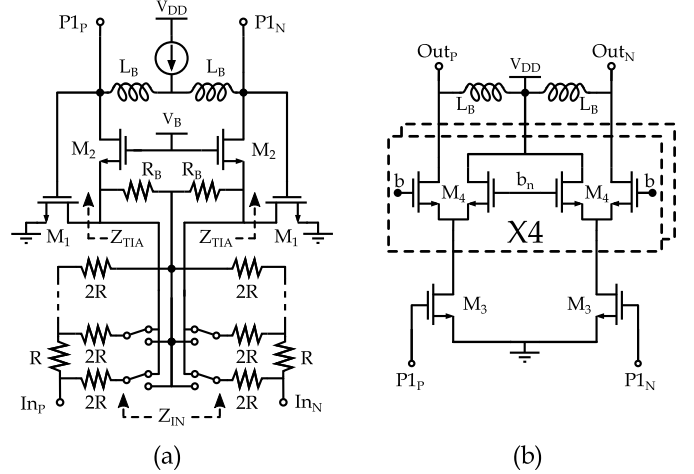 P1P VDD P1N
LB LB
VB
M2 M2
RB RB
M1 ZTIA ZTIA M1
2R 2R
R 2R 2R R
2R 2R
InP ZIN InN
(a)
OutP OutN
VDD
LB LB
b M4 bn M4 b
X4
M3 M3
P1P P1N
(b)